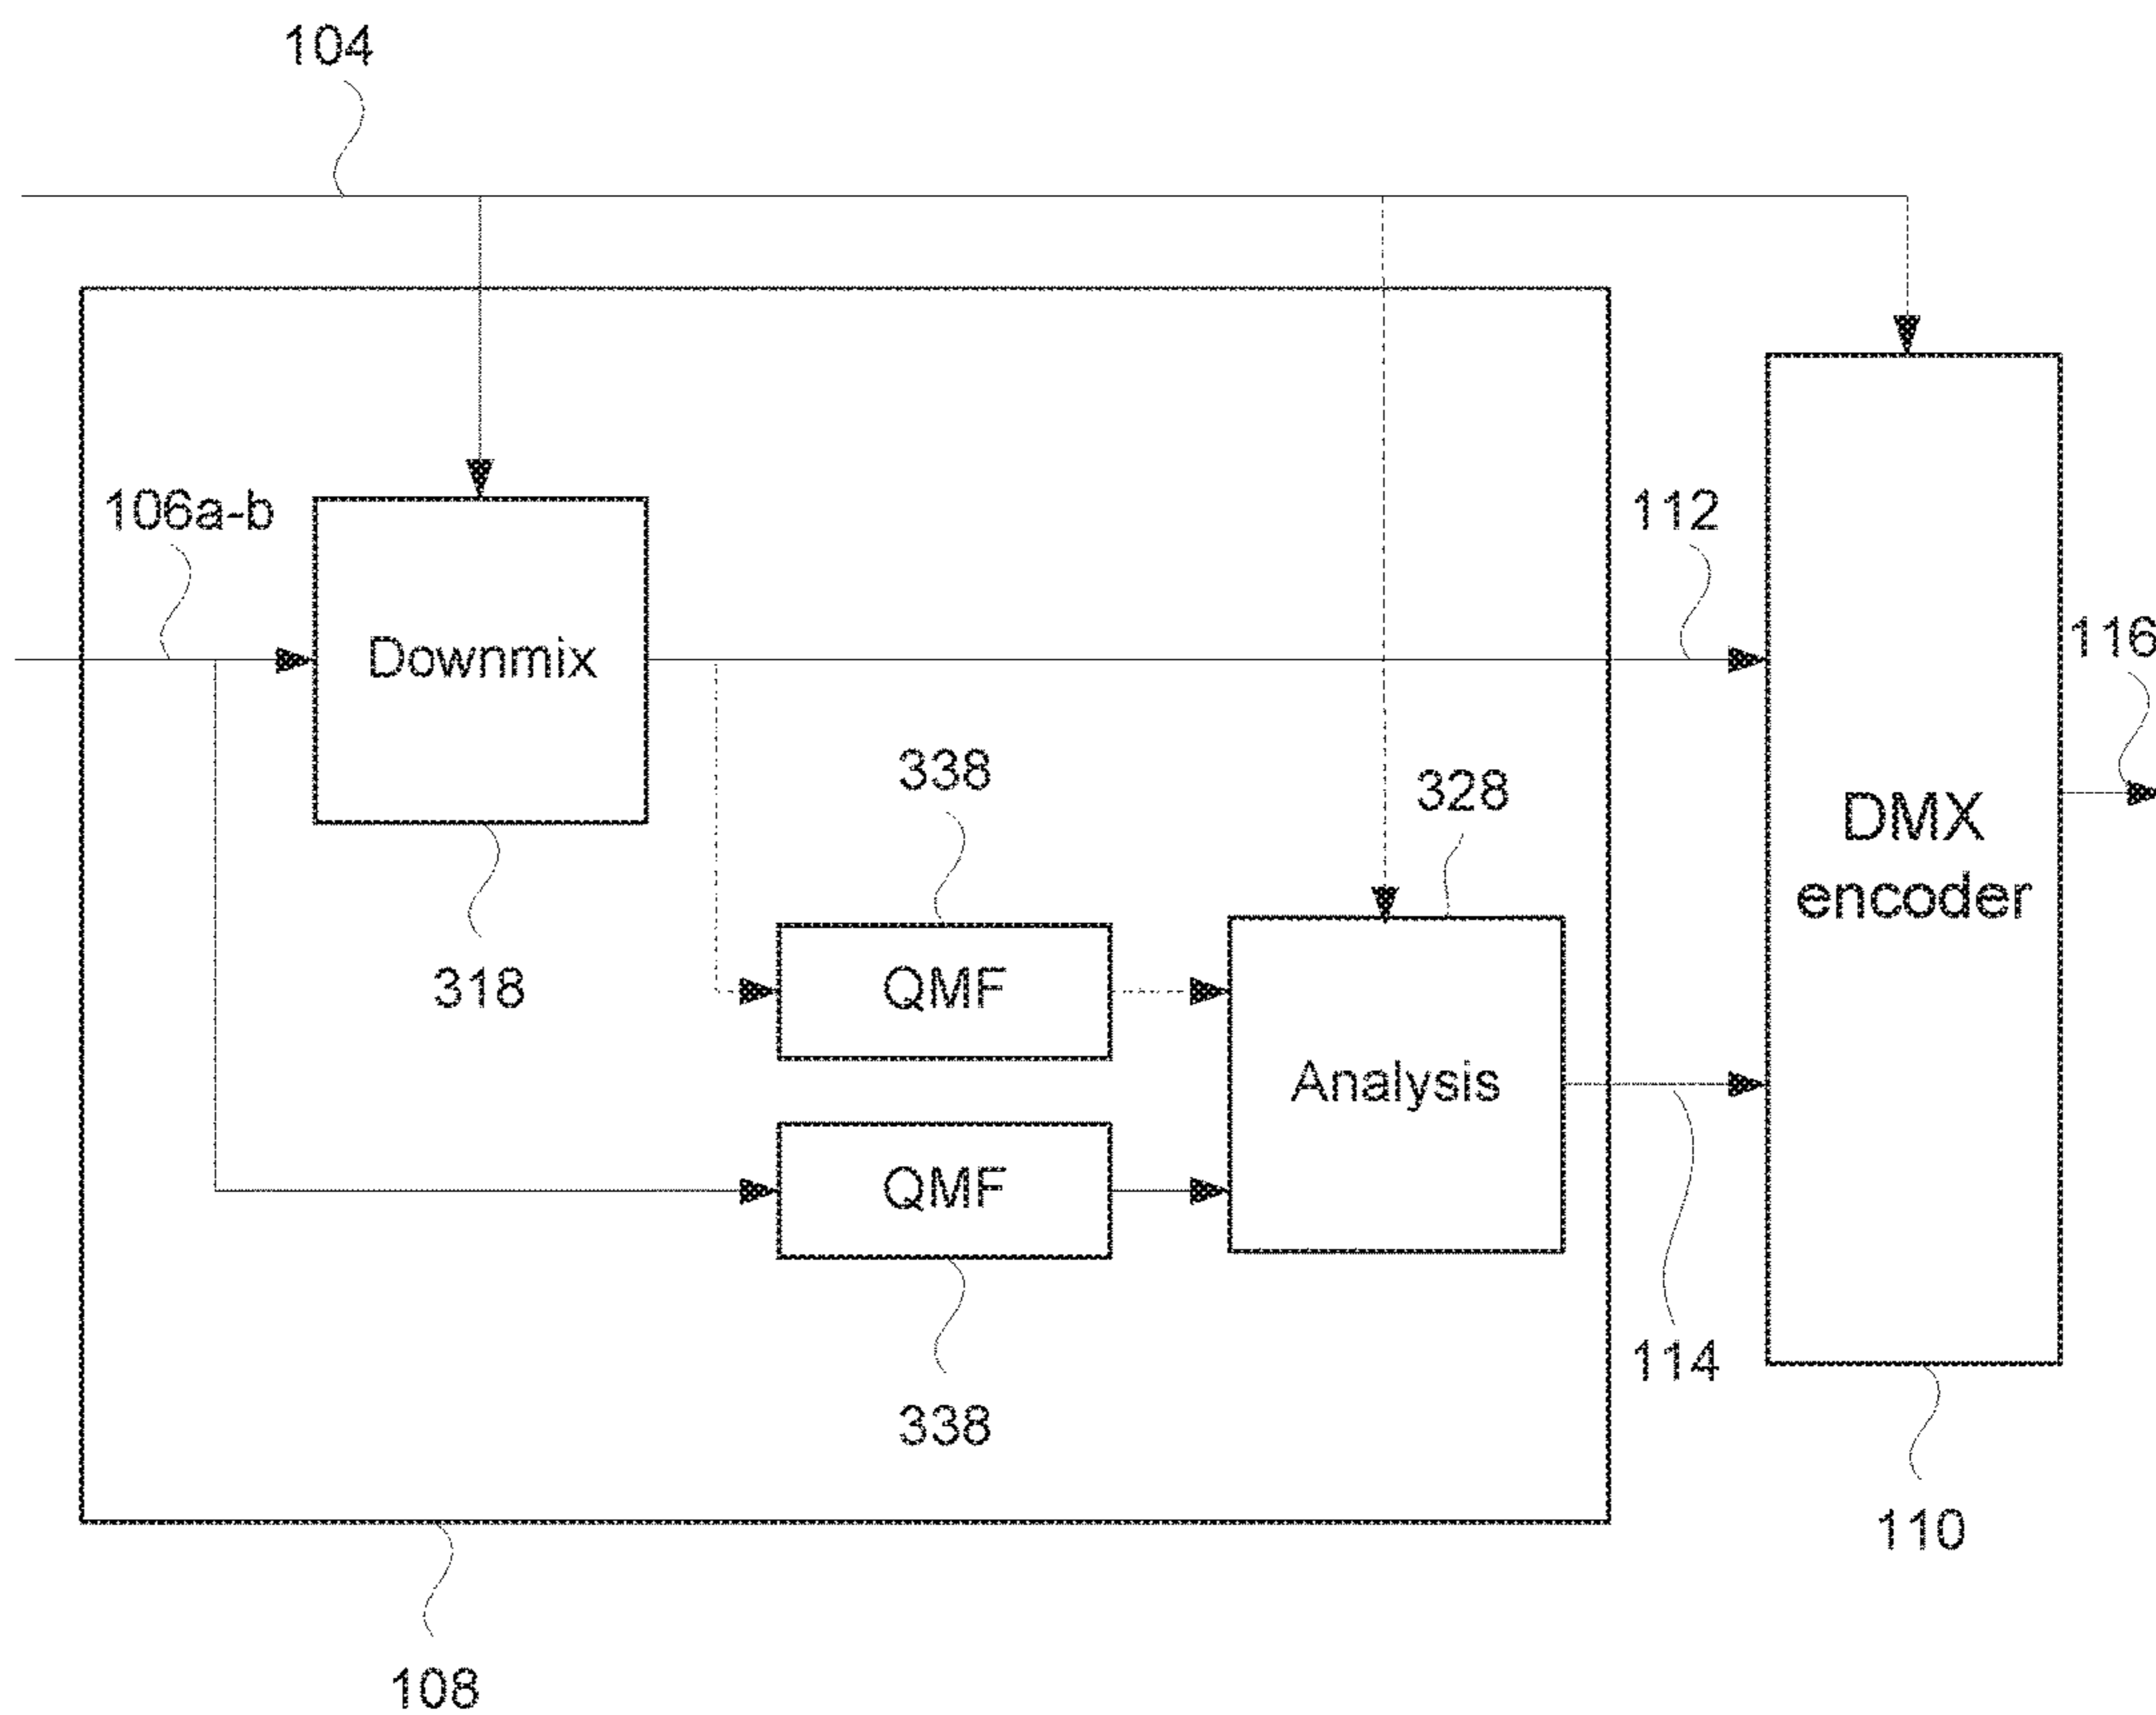 104
106a-b
112
Downmix
116
338
328
DMX
encoder
318
QMF
Analysis
QMF
114
338
110
108